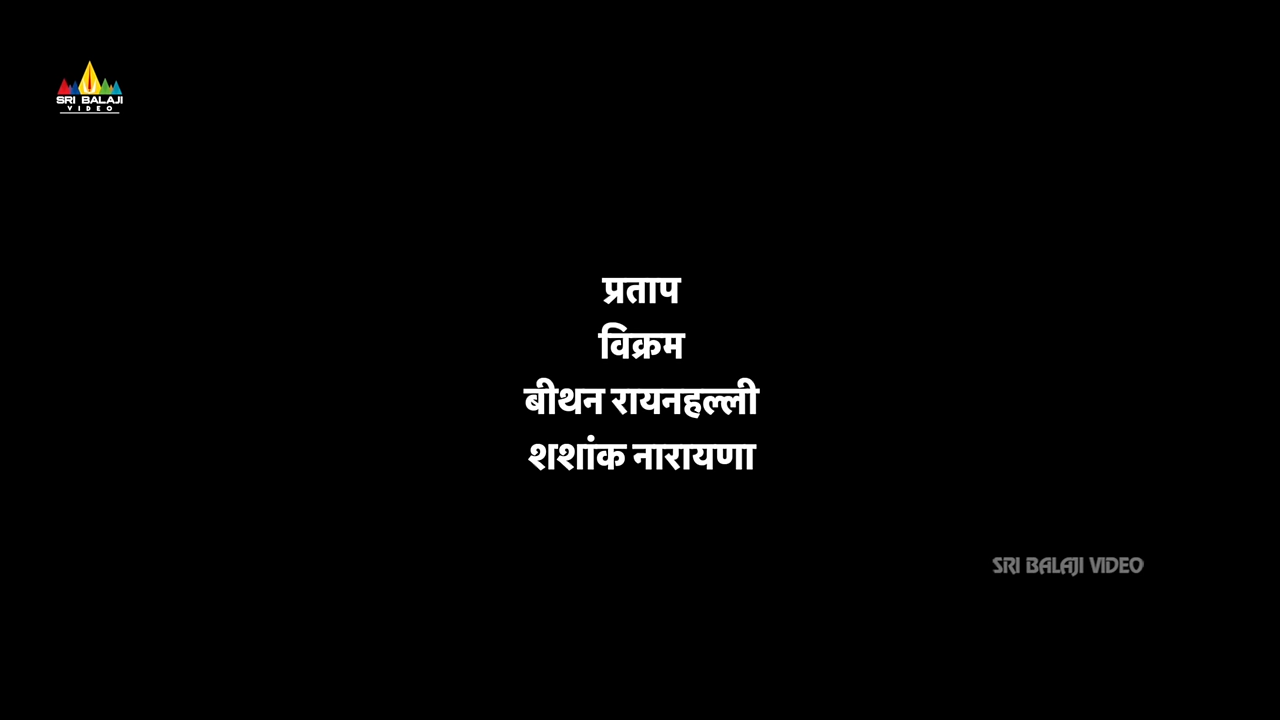 SRI BALAJI
VIDEO
प्रताप
विक्रम
बीथन रायनहल्ली
शशांक नारायणा
SRI BALAJI VIDEO